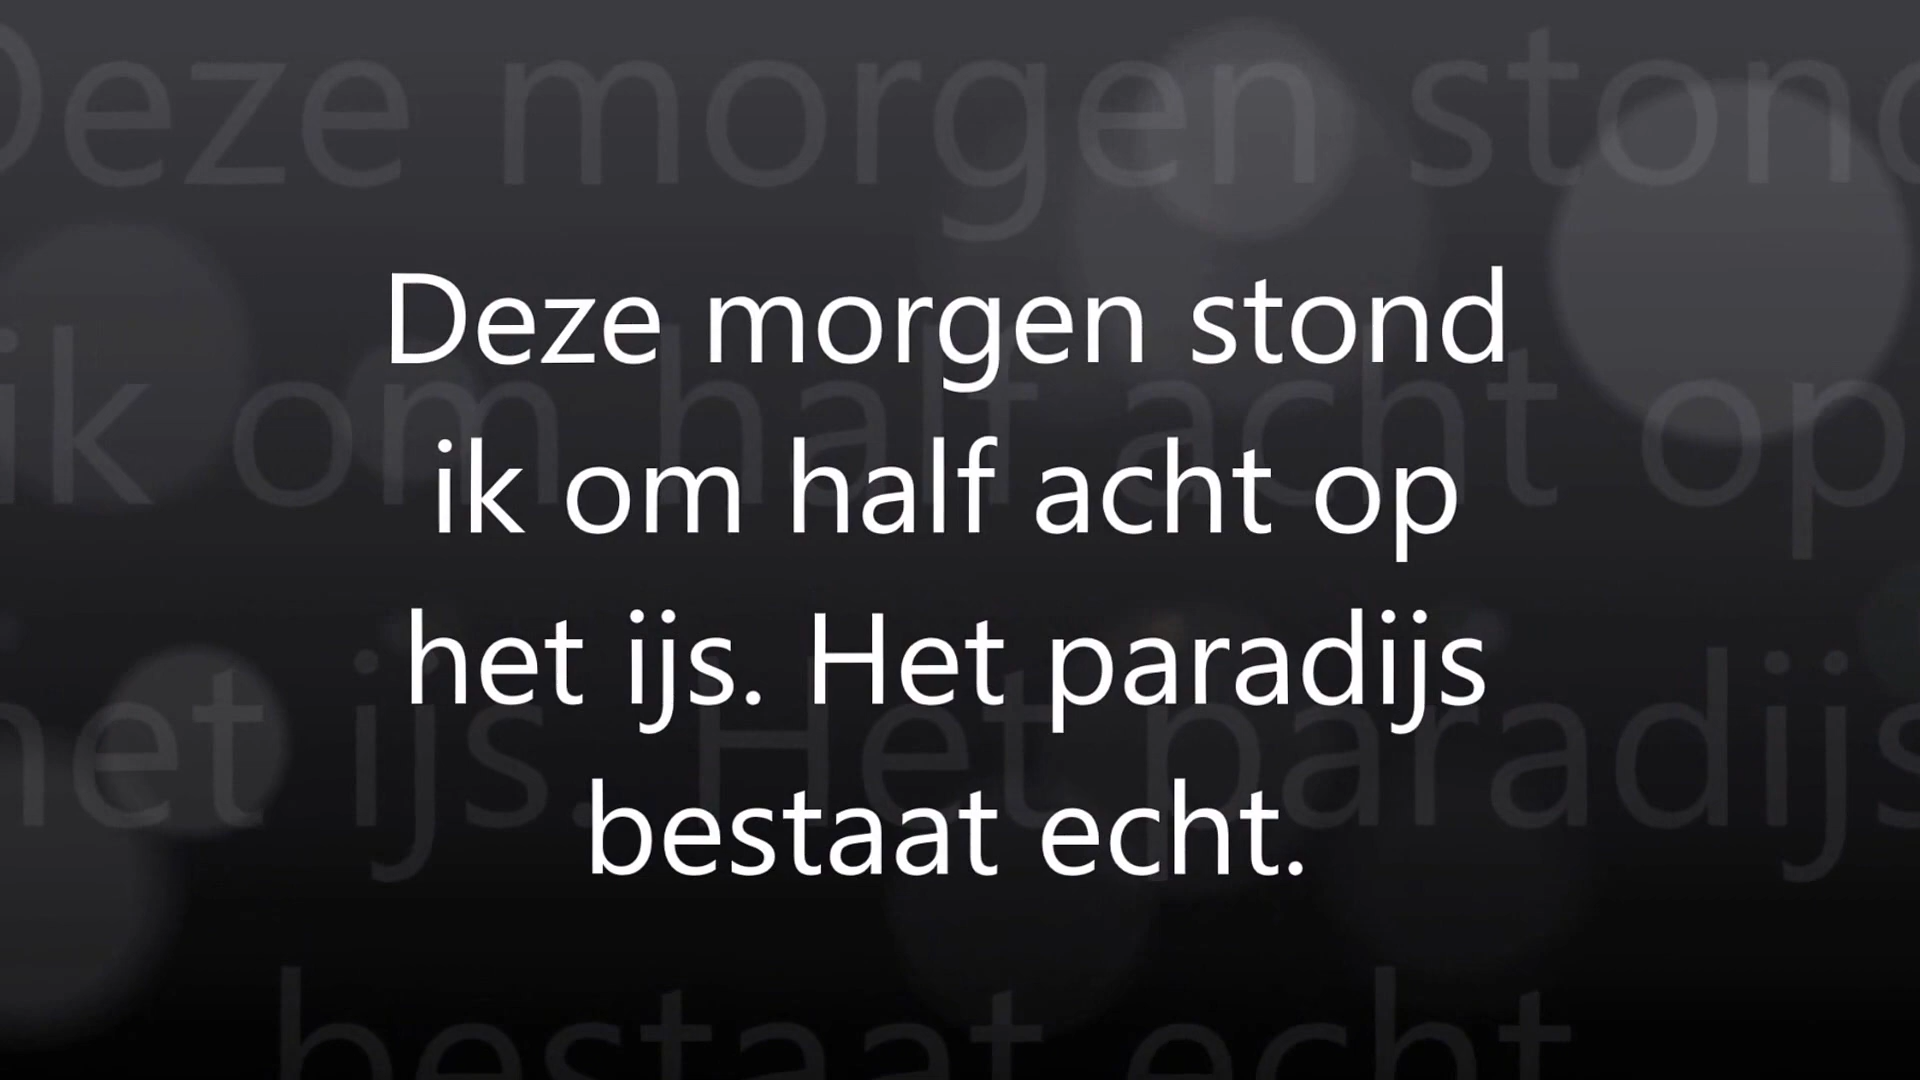 Deze morgen stond
ik om half acht op
het ijs. Het paradijs
bestaat echt.